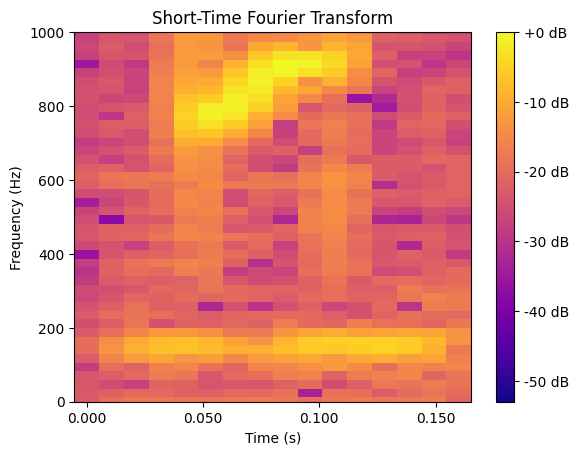 Short-Time Fourier Transform
1000
800
600
400
200
0
Frequency (Hz)
0.000
0.050
0.100
0.150
Time (s)
+0 dB
-10 dB
-20 dB
-30 dB
-40 dB
-50 dB